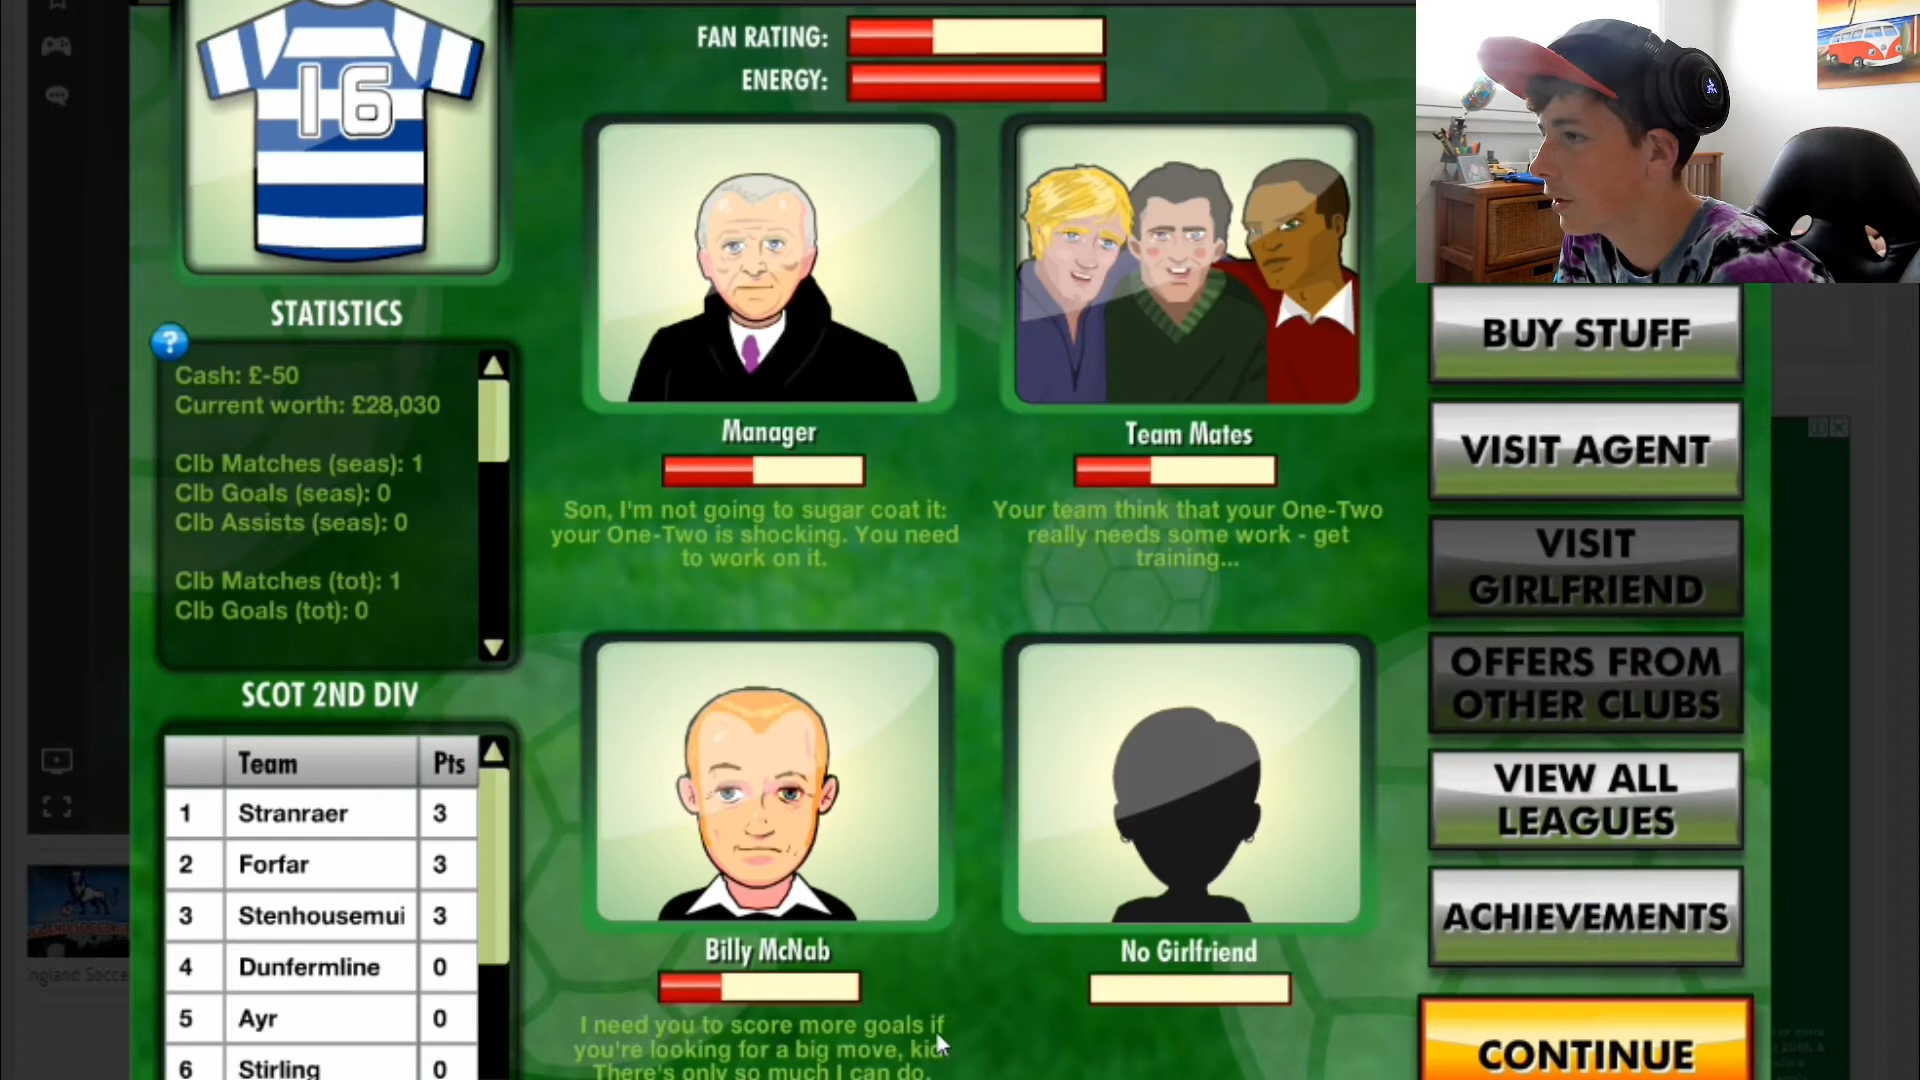 FAN RATING:
ENERGY:
16
STATISTICS
?
Cash: £-50
Current worth: £28,030
Clb Matches (seas): 1
Clb Goals (seas): 0
Clb Assists (seas): 0
Clb Matches (tot): 1
Clb Goals (tot): 0
SCOT 2ND DIV
Team Pts
1 Stranraer 3
2 Forfar 3
3 Stenhousemui 3
4 Dunfermline 0
5 Ayr 0
6 Stirling 0
Manager
Son, I'm not going to sugar coat it:
your One-Two is shocking. You need
to work on it.
Team Mates
Your team think that your One-Two
really needs some work - get
training...
Billy McNab
I need you to score more goals if
you're looking for a big move, kid.
There's only so much I can do.
No Girlfriend
BUY STUFF
VISIT AGENT
VISIT
GIRLFRIEND
OFFERS FROM
OTHER CLUBS
VIEW ALL
LEAGUES
ACHIEVEMENTS
CONTINUE
ngland Socce